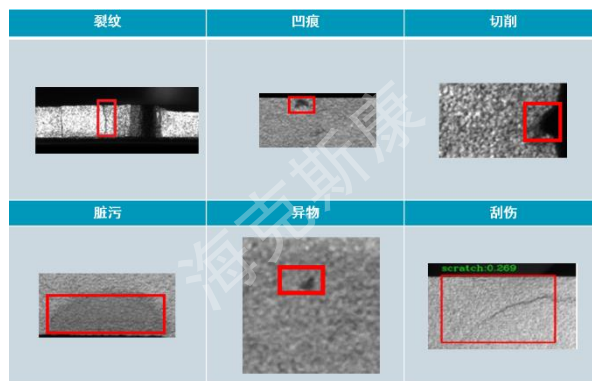 裂纹
凹痕
切削
脏污
异物
刮伤
scratch:0.269
海克斯康